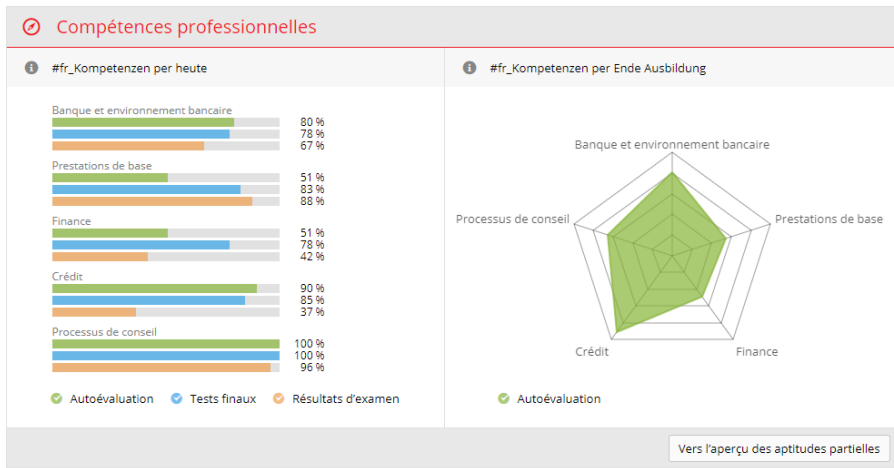 Compétences professionnelles
#fr_Kompetenzen per heute
Banque et environnement bancaire
80 %
78 %
67 %
Prestations de base
51 %
83 %
88 %
Finance
51 %
78 %
42 %
Crédit
90 %
85 %
37 %
Processus de conseil
100 %
100 %
96 %
Autoévaluation
Tests finaux
Résultats d'examen
#fr_Kompetenzen per Ende Ausbildung
Banque et environnement bancaire
Processus de conseil
Prestations de base
Crédit
Finance
Autoévaluation
Vers l'aperçu des aptitudes partielles